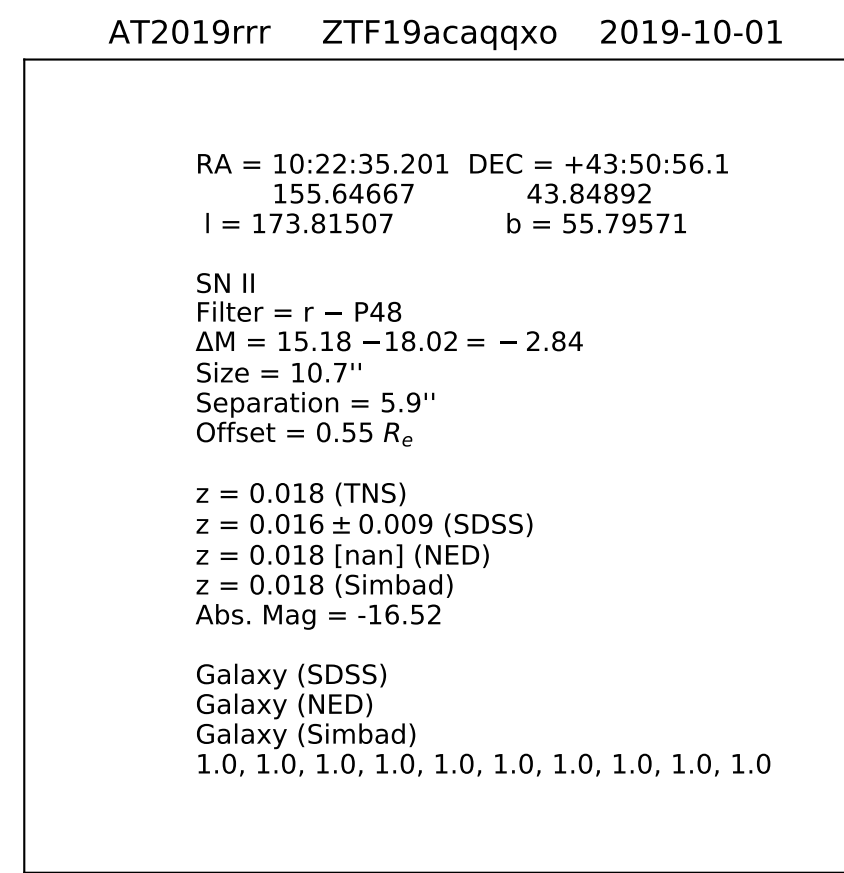 AT2019rrr ZTF19acaqqxo 2019-10-01
RA = 10:22:35.201 DEC = +43:50:56.1
155.64667 43.84892
l = 173.81507 b = 55.79571
SN II
Filter = r − P48
ΔM = 15.18 −18.02 = − 2.84
Size = 10.7''
Separation = 5.9''
Offset = 0.55 Re
z = 0.018 (TNS)
z = 0.016 ± 0.009 (SDSS)
z = 0.018 [nan] (NED)
z = 0.018 (Simbad)
Abs. Mag = -16.52
Galaxy (SDSS)
Galaxy (NED)
Galaxy (Simbad)
1.0, 1.0, 1.0, 1.0, 1.0, 1.0, 1.0, 1.0, 1.0, 1.0